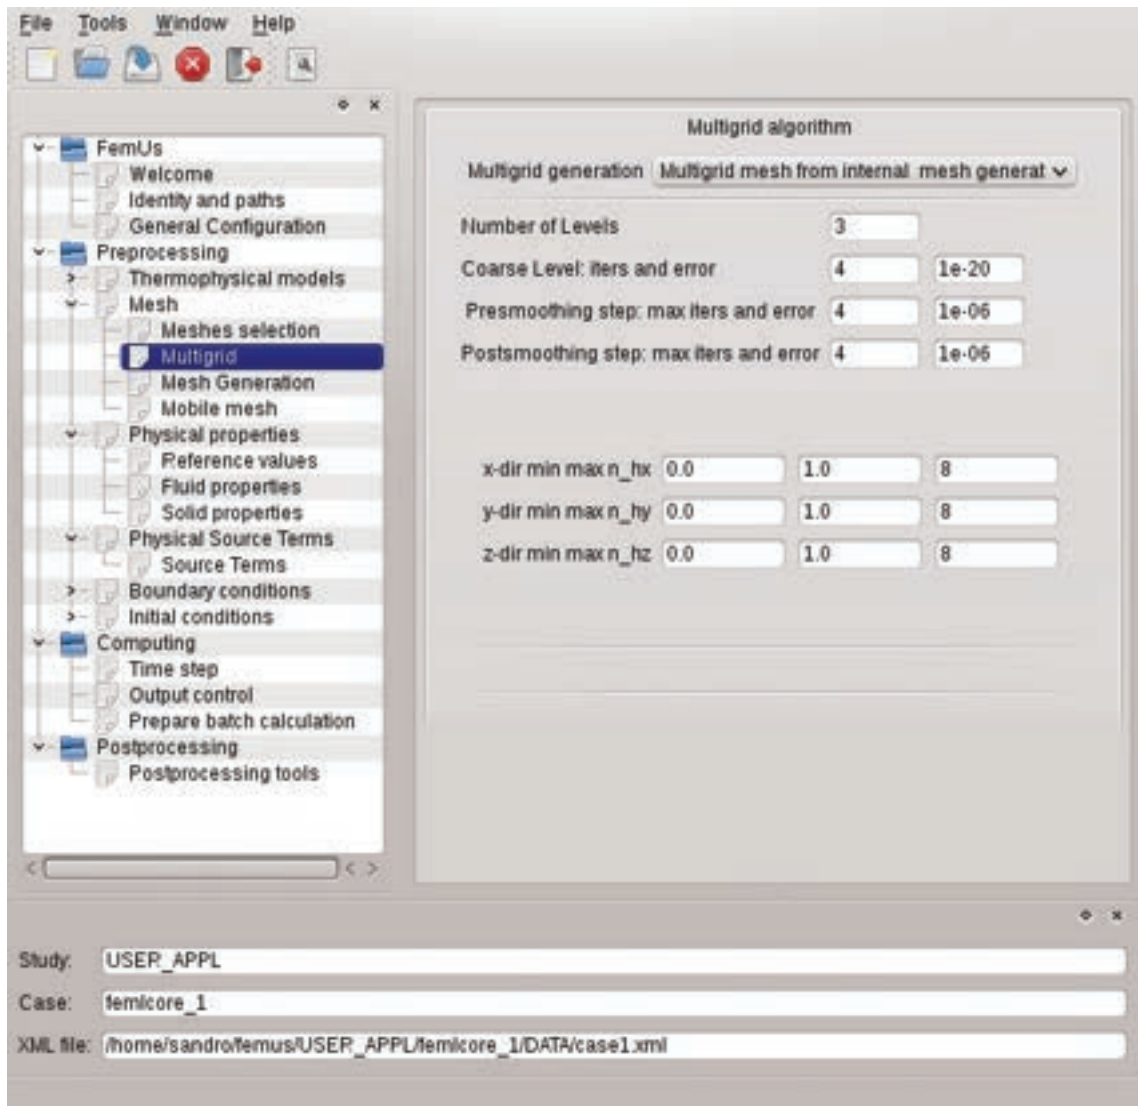 File Tools Window Help
FemUs
Welcome
Identity and paths
General Configuration
Preprocessing
Thermophysical models
Mesh
Meshes selection
Multigrid
Mesh Generation
Mobile mesh
Physical properties
Reference values
Fluid properties
Solid properties
Physical Source Terms
Source Terms
Boundary conditions
Initial conditions
Computing
Time step
Output control
Prepare batch calculation
Postprocessing
Postprocessing tools
Multigrid algorithm
Multigrid generation Multigrid mesh from internal mesh generat
Number of Levels 3
Coarse Level: iters and error 4 1e-20
Presmoothing step: max iters and error 4 1e-06
Postsmoothing step: max iters and error 4 1e-06
x-dir min max n_hx 0.0 1.0 8
y-dir min max n_hy 0.0 1.0 8
z-dir min max n_hz 0.0 1.0 8
Study: USER_APPL
Case: femlcore_1
XML file: /home/sandro/femus/USER_APPL/femlcore_1/DATA/case1.xml